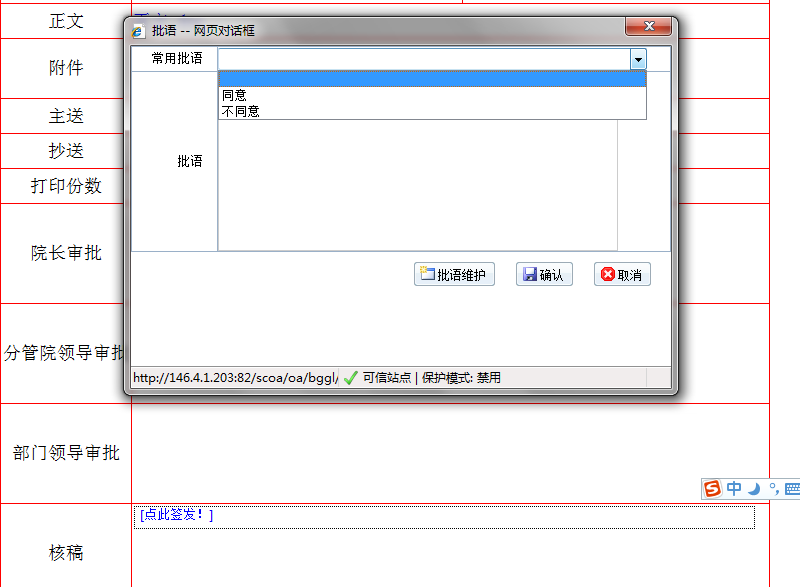 正文
附件
主送
抄送
打印份数
院长审批
分管院领导审批
部门领导审批
核稿
[点此签发！]
批语 -- 网页对话框
常用批语
同意
不同意
批语
批语维护
确认
取消
http://146.4.1.203:82/scoa/oa/bggl/
可信站点 | 保护模式: 禁用
中